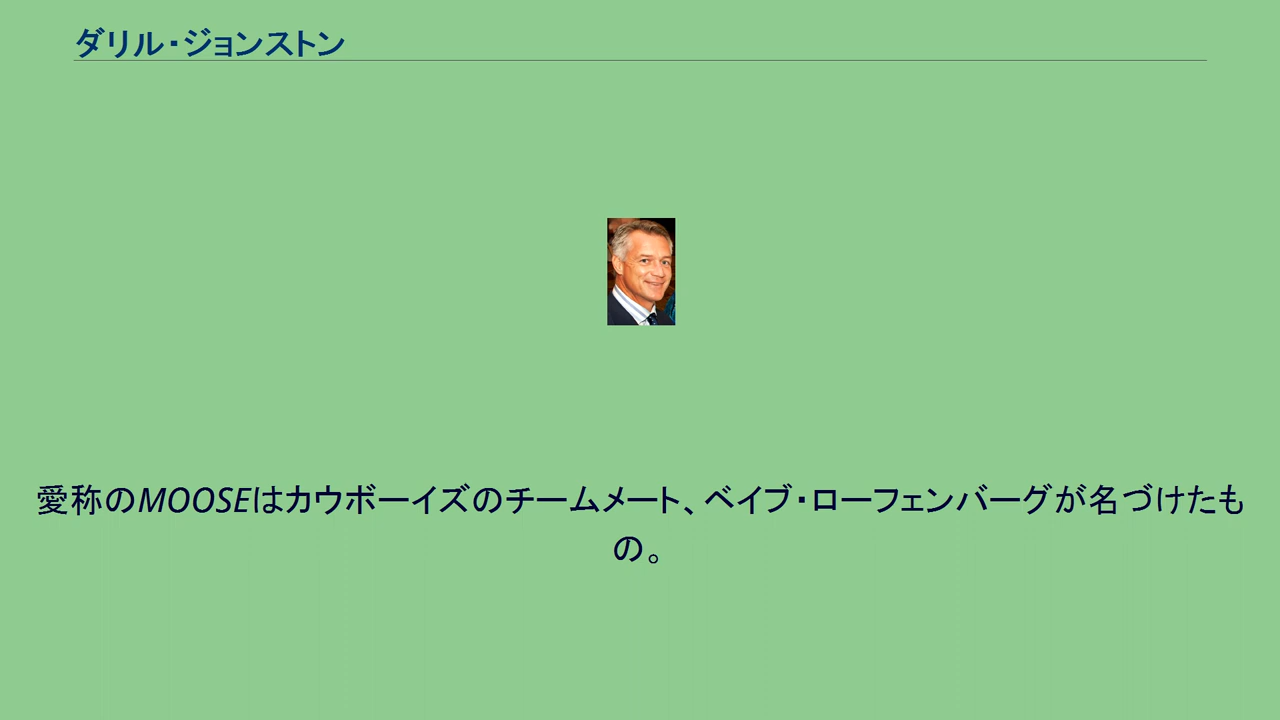 ダリル・ジョンストン
愛称のMOOSEはカウボーイズのチームメート、ベイブ・ローフェンバーグが名づけたも
の。